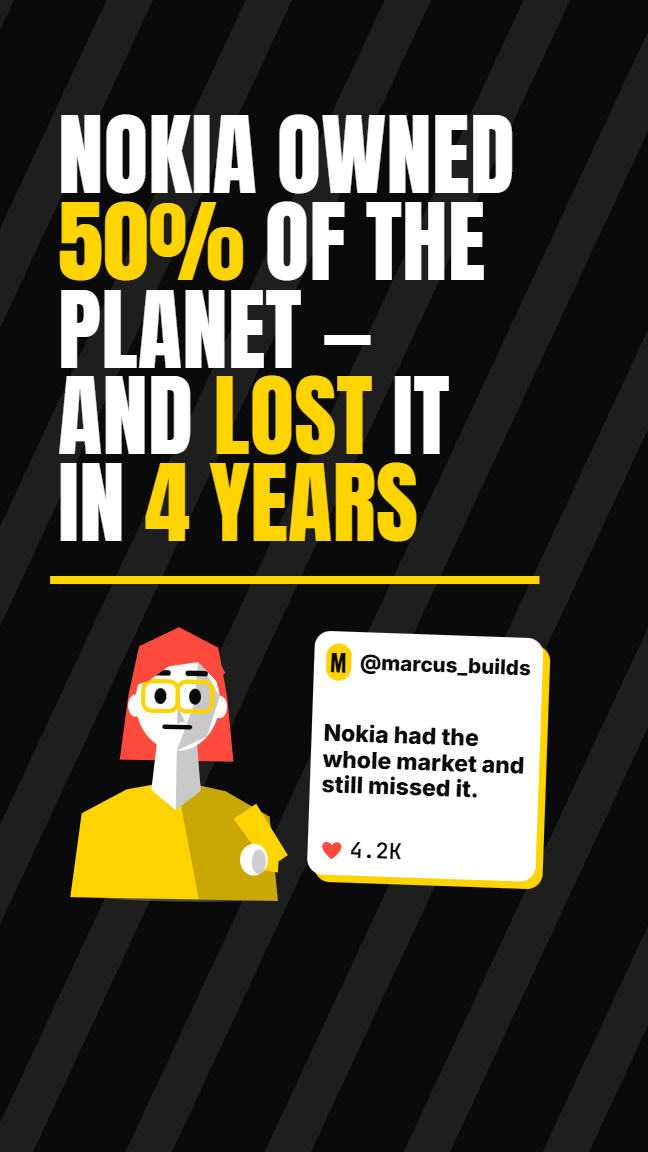 NOKIA OWNED
50% OF THE
PLANET –
AND LOST IT
IN 4 YEARS
M @marcus_builds
Nokia had the
whole market and
still missed it.
4.2K